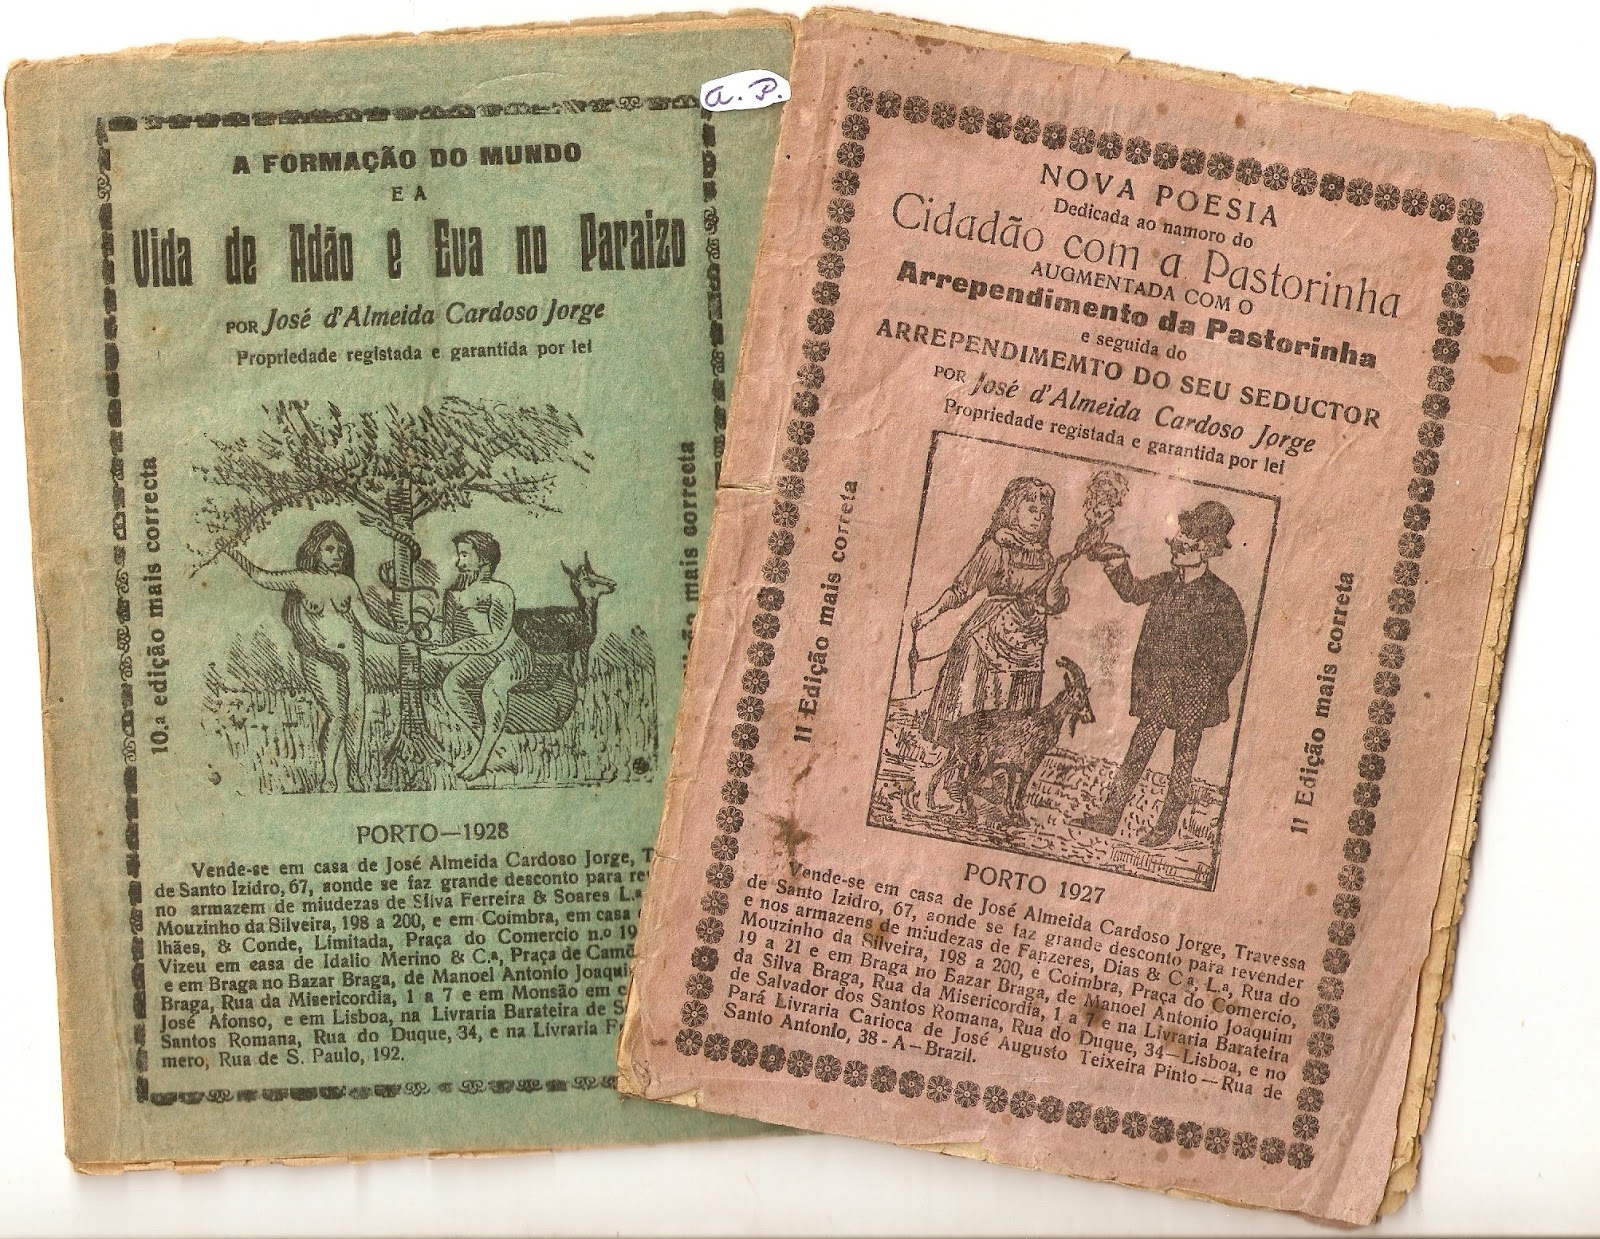 a. P.
A FORMAÇÃO DO MUNDO
E A
Vida de Adão e Eva no Paraizo
POR José d'Almeida Cardoso Jorge
Propriedade registada e garantida por lei
10.ª edição mais correcta
mais correcta
PORTO—1928
Vende-se em casa de José Almeida Cardoso Jorge,
de Santo Izidro, 67, aonde se faz grande desconto para
no armazem de miudezas de Silva Ferreira & Soares L.ª
Mouzinho da Silveira, 198 a 200, e em Coimbra, em casa
lhães, & Conde, Limitada, Praça do Comercio n.º 19
Vizeu em casa de Idalio Merino & C.ª, Praça de
e em Braga no Bazar Braga, de Manoel Antonio
Braga, Rua da Misericordia, 1 a 7 e em Monsão em
José Afonso, e em Lisboa, na Livraria Barateira de
Santos Romana, Rua do Duque, 34, e na Livraria
mero, Rua de S. Paulo, 192.
NOVA POESIA
Dedicada ao namoro do
Cidadão com a Pastorinha
AUGMENTADA COM O
Arrependimento da Pastorinha
e seguida do
ARREPENDIMEMTO DO SEU SEDUCTOR
POR José d'Almeida Cardoso Jorge
Propriedade registada e garantida por lei
11 Edição mais correta
11 Edição mais correta
PORTO 1927
Vende-se em casa de José Almeida Cardoso Jorge, Travessa
de Santo Izidro, 67, aonde se faz grande desconto para revender
e nos armazens de miudezas de Fanzeres, Dias & C.ª, L.ª, Rua do
Mouzinho da Silveira, 198 a 200, e Coimbra, Praça do Comercio,
19 a 21 e em Braga no Bazar Braga, de Manoel Antonio Joaquim
da Silva Braga, Rua da Misericordia, 1 a 7 e na Livraria Barateira
de Salvador dos Santos Romana, Rua do Duque, 34—Lisboa, e no
Pará Livraria Carioca de José Augusto Teixeira Pinto—Rua de
Santo Antonio, 38 - A—Brazil.